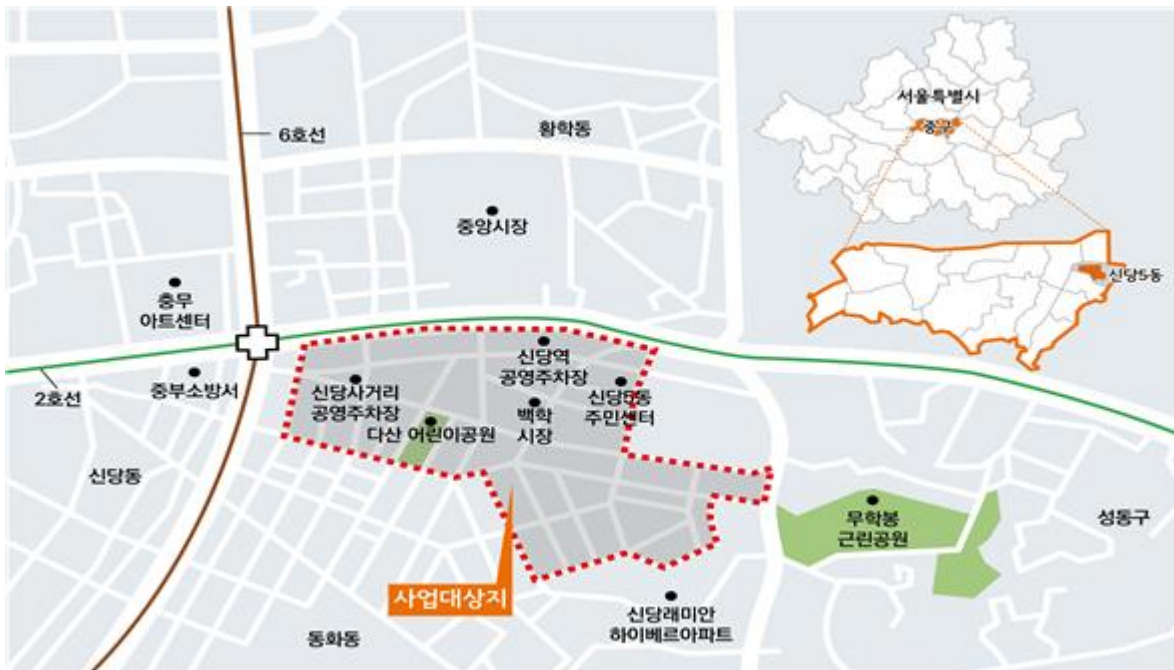 서울특별시
중구
6호선
황학동
중앙시장
신당5동
충무
아트센터
신당역
공영주차장
2호선
중부소방서
신당사거리
공영주차장
신당5동
주민센터
백학
시장
다산 어린이공원
신당동
무학봉
근린공원
성동구
사업대상지
신당래미안
하이베르아파트
동화동